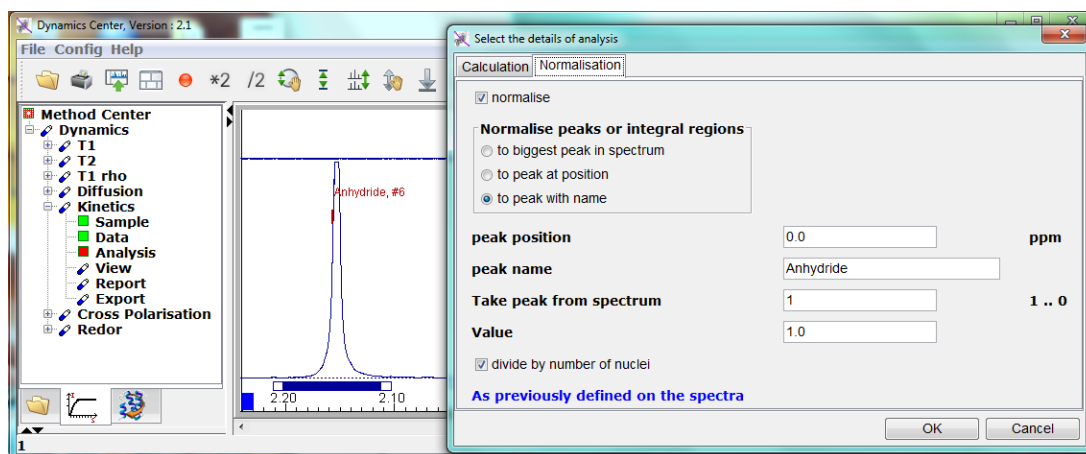 Dynamics Center, Version : 2.1
File Config Help
*2 /2
Method Center
Dynamics
T1
T2
T1 rho
Diffusion
Kinetics
Sample
Data
Analysis
View
Report
Export
Cross Polarisation
Redor
1
Anhydride, #6
2.20 2.10
Select the details of analysis
Calculation Normalisation
normalise
Normalise peaks or integral regions
to biggest peak in spectrum
to peak at position
to peak with name
peak position 0.0 ppm
peak name Anhydride
Take peak from spectrum 1 1 .. 0
Value 1.0
divide by number of nuclei
As previously defined on the spectra
OK Cancel